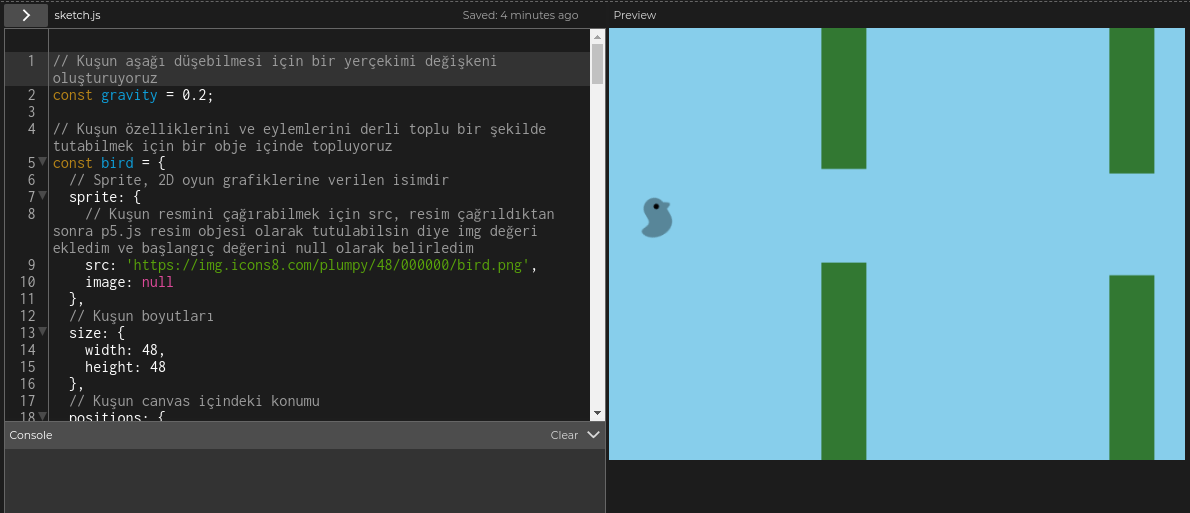 sketch.js
Saved: 4 minutes ago
Preview
1 // Kuşun aşağı düşebilmesi için bir yerçekimi değişkeni
oluşturuyoruz
2 const gravity = 0.2;
3
4 // Kuşun özelliklerini ve eylemlerini derli toplu bir şekilde
tutabilmek için bir obje içinde topluyoruz
5 const bird = {
6 // Sprite, 2D oyun grafiklerine verilen isimdir
7 sprite: {
8 // Kuşun resmini çağırabilmek için src, resim çağrıldıktan
sonra p5.js resim objesi olarak tutulabilsin diye img değeri
ekledim ve başlangıç değerini null olarak belirledim
9 src: 'https://img.icons8.com/plumpy/48/000000/bird.png',
10 image: null
11 },
12 // Kuşun boyutları
13 size: {
14 width: 48,
15 height: 48
16 },
17 // Kuşun canvas içindeki konumu
18 positions: {
Console
Clear